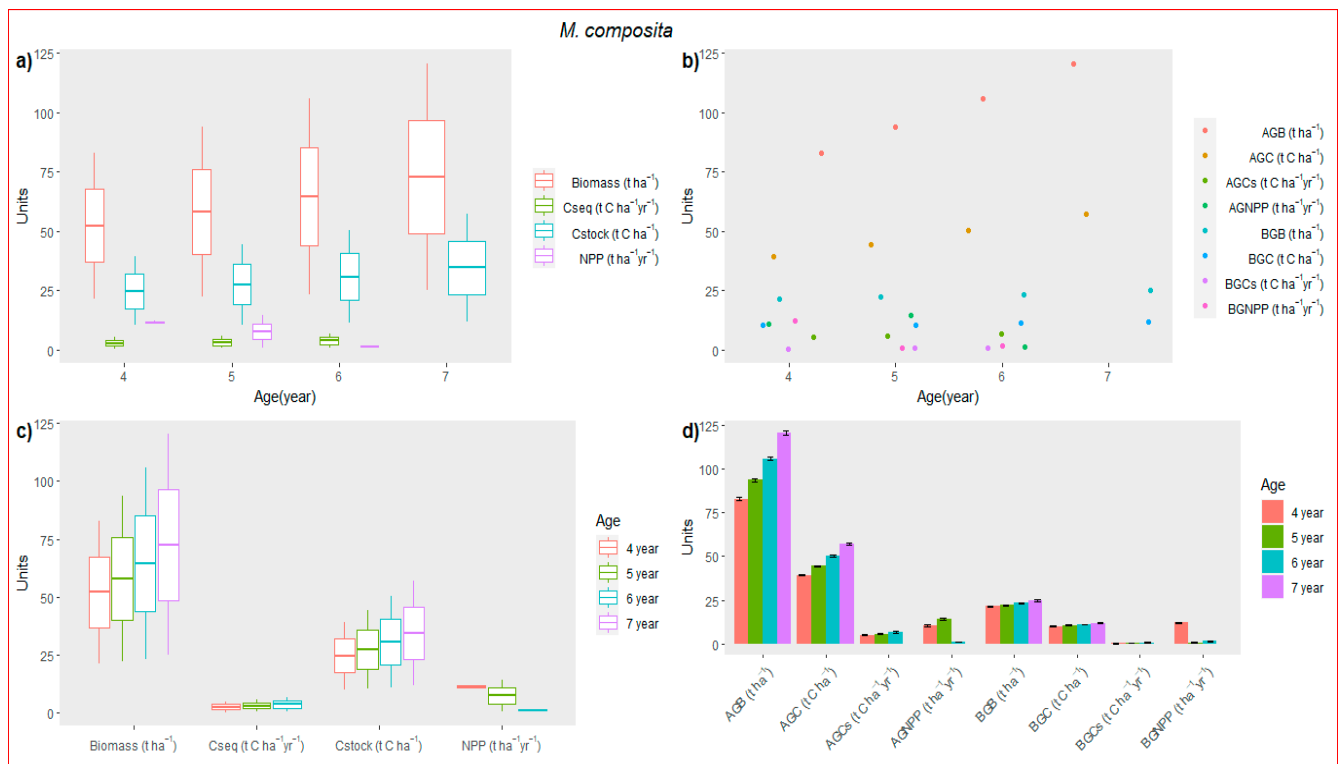 M. composita
a)
125
100
75
50
25
0
Units
4 5 6 7
Age(year)
Biomass (t ha⁻¹)
Cseq (t C ha⁻¹yr⁻¹)
Cstock (t C ha⁻¹)
NPP (t ha⁻¹yr⁻¹)
b)
125
100
75
50
25
0
Units
4 5 6 7
Age(year)
AGB (t ha⁻¹)
AGC (t C ha⁻¹)
AGCs (t C ha⁻¹yr⁻¹)
AGNPP (t ha⁻¹yr⁻¹)
BGB (t ha⁻¹)
BGC (t C ha⁻¹)
BGCs (t C ha⁻¹yr⁻¹)
BGNPP (t ha⁻¹yr⁻¹)
c)
125
100
75
50
25
0
Units
Biomass (t ha⁻¹) Cseq (t C ha⁻¹yr⁻¹) Cstock (t C ha⁻¹) NPP (t ha⁻¹yr⁻¹)
Age
4 year
5 year
6 year
7 year
d)
125
100
75
50
25
0
Units
AGB (t ha⁻¹)
AGC (t C ha⁻¹)
AGCs (t C ha⁻¹yr⁻¹)
AGNPP (t ha⁻¹yr⁻¹)
BGB (t ha⁻¹)
BGC (t C ha⁻¹)
BGCs (t C ha⁻¹yr⁻¹)
BGNPP (t ha⁻¹yr⁻¹)
Age
4 year
5 year
6 year
7 year